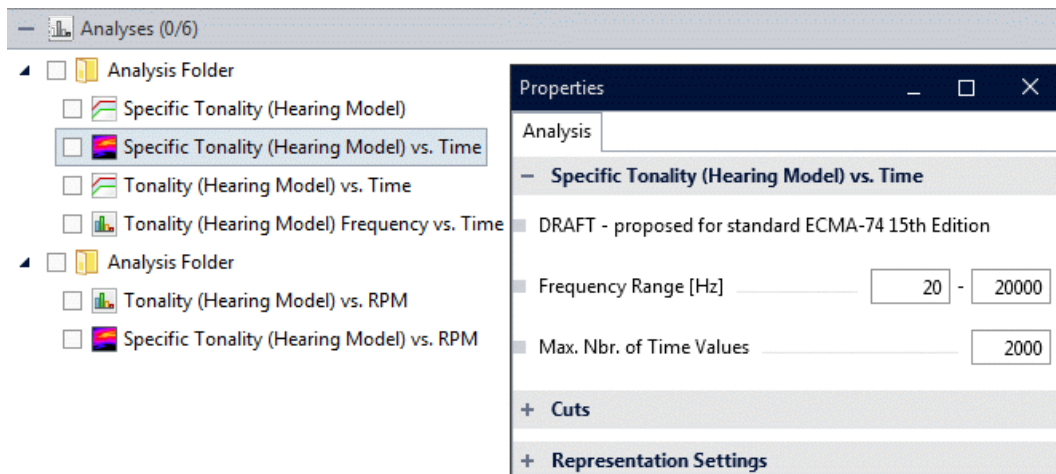 Analyses (0/6)
Analysis Folder
Specific Tonality (Hearing Model)
Specific Tonality (Hearing Model) vs. Time
Tonality (Hearing Model) vs. Time
Tonality (Hearing Model) Frequency vs. Time
Analysis Folder
Tonality (Hearing Model) vs. RPM
Specific Tonality (Hearing Model) vs. RPM
Properties
Analysis
Specific Tonality (Hearing Model) vs. Time
DRAFT - proposed for standard ECMA-74 15th Edition
Frequency Range [Hz] 20 - 20000
Max. Nbr. of Time Values 2000
Cuts
Representation Settings